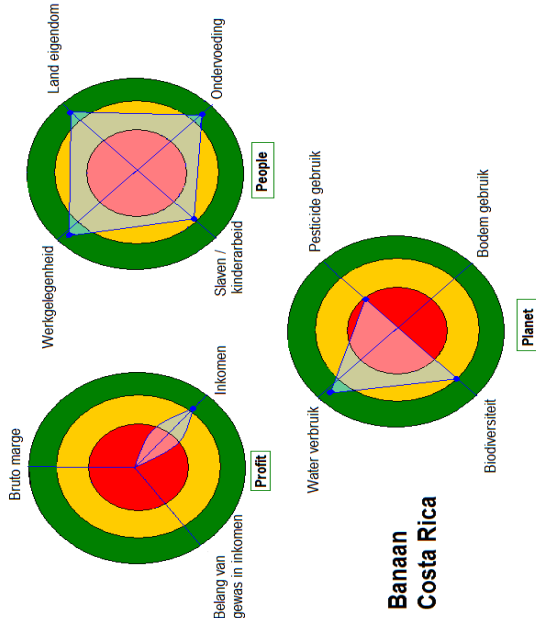 Bruto marge
Inkomen
Belang van
gewas in inkomen
Profit
Werkgelegenheid
Land eigendom
Ondervoeding
Slaven /
kinderarbeid
People
Banaan
Costa Rica
Water verbruik
Pesticide gebruik
Bodem gebruik
Biodiversiteit
Planet